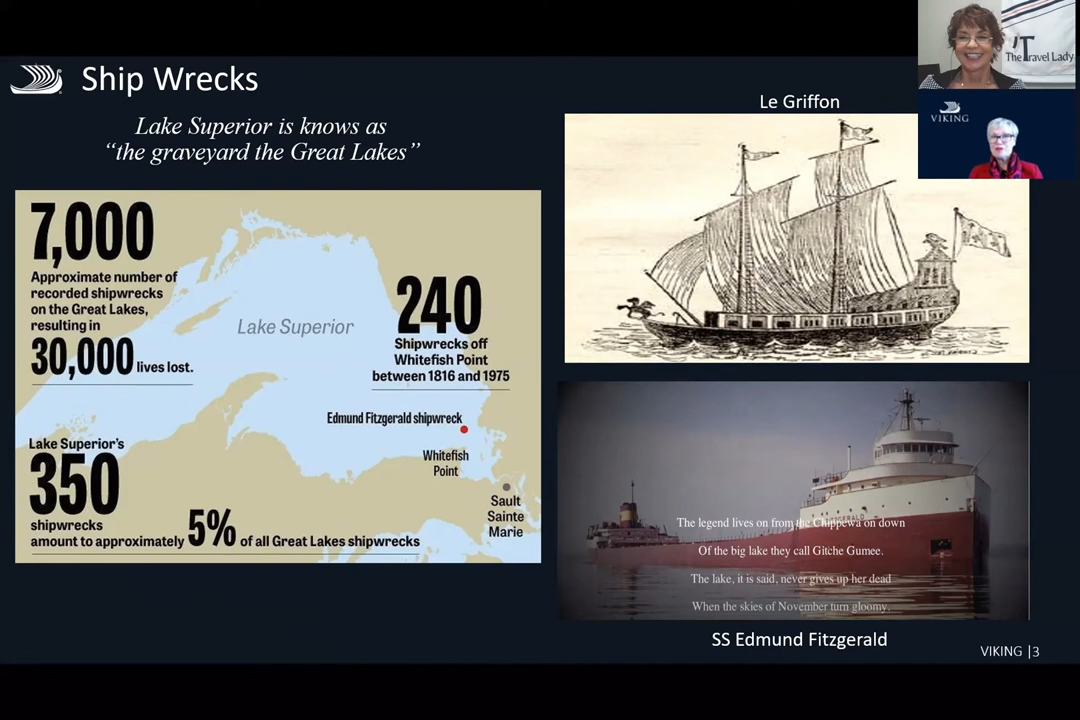 Ship Wrecks
Lake Superior is knows as
“the graveyard the Great Lakes”
7,000
Approximate number of
recorded shipwrecks
on the Great Lakes,
resulting in
30,000 lives lost.
Lake Superior
240
Shipwrecks off
Whitefish Point
between 1816 and 1975
Edmund Fitzgerald shipwreck
Whitefish
Point
Sault
Sainte
Marie
Lake Superior's
350
shipwrecks
amount to approximately 5% of all Great Lakes shipwrecks
Le Griffon
The legend lives on from the Chippewa on down
Of the big lake they call Gitche Gumee.
The lake, it is said, never gives up her dead
When the skies of November turn gloomy.
SS Edmund Fitzgerald
VIKING |3
The Travel Lady
VIKING